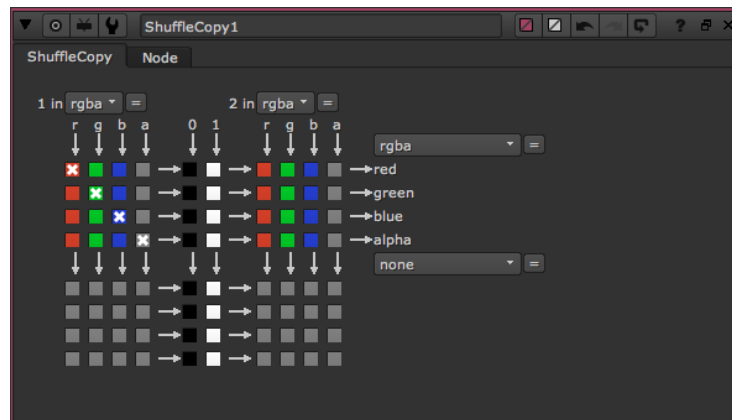 ShuffleCopy1 ?
ShuffleCopy Node
1 in rgba = 2 in rgba =
r g b a 0 1 r g b a
rgba =
red
green
blue
alpha
none =